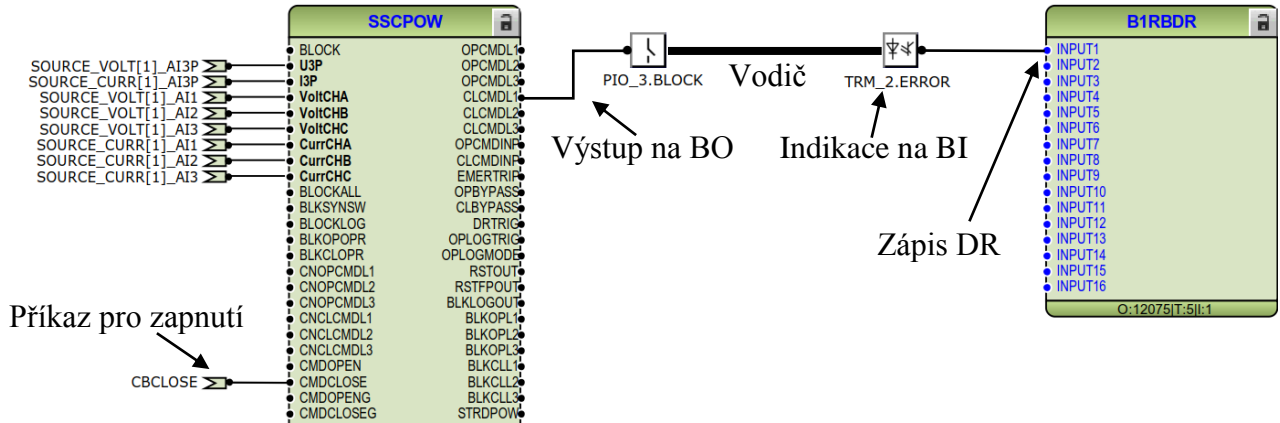 SSCPOW
BLOCK
U3P
I3P
VoltCHA
VoltCHB
VoltCHC
CurrCHA
CurrCHB
CurrCHC
BLOCKALL
BLKSYNSW
BLOCKLOG
BLKOPOPR
BLKCLOPR
CNOPCMDL1
CNOPCMDL2
CNOPCMDL3
CNCLCMDL1
CNCLCMDL2
CNCLCMDL3
CMDOPEN
CMDCLOSE
CMDOPENG
CMDCLOSEG
OPCMDL1
OPCMDL2
OPCMDL3
CLCMDL1
CLCMDL2
CLCMDL3
OPCMDINP
CLCMDINP
EMERTRIP
OPBYPASS
CLBYPASS
DRTRIG
OPLOGTRIG
OPLOGMODE
RSTOUT
RSTFPOUT
BLKLOGOUT
BLKOPL1
BLKOPL2
BLKOPL3
BLKCLL1
BLKCLL2
BLKCLL3
STRDPOW
SOURCE_VOLT[1]_AI3P
SOURCE_CURR[1]_AI3P
SOURCE_VOLT[1]_AI1
SOURCE_VOLT[1]_AI2
SOURCE_VOLT[1]_AI3
SOURCE_CURR[1]_AI1
SOURCE_CURR[1]_AI2
SOURCE_CURR[1]_AI3
Příkaz pro zapnutí
CBCLOSE
PIO_3.BLOCK
Vodič
TRM_2.ERROR
Výstup na BO
Indikace na BI
Zápis DR
B1RBDR
INPUT1
INPUT2
INPUT3
INPUT4
INPUT5
INPUT6
INPUT7
INPUT8
INPUT9
INPUT10
INPUT11
INPUT12
INPUT13
INPUT14
INPUT15
INPUT16
O:12075|T:5|I:1